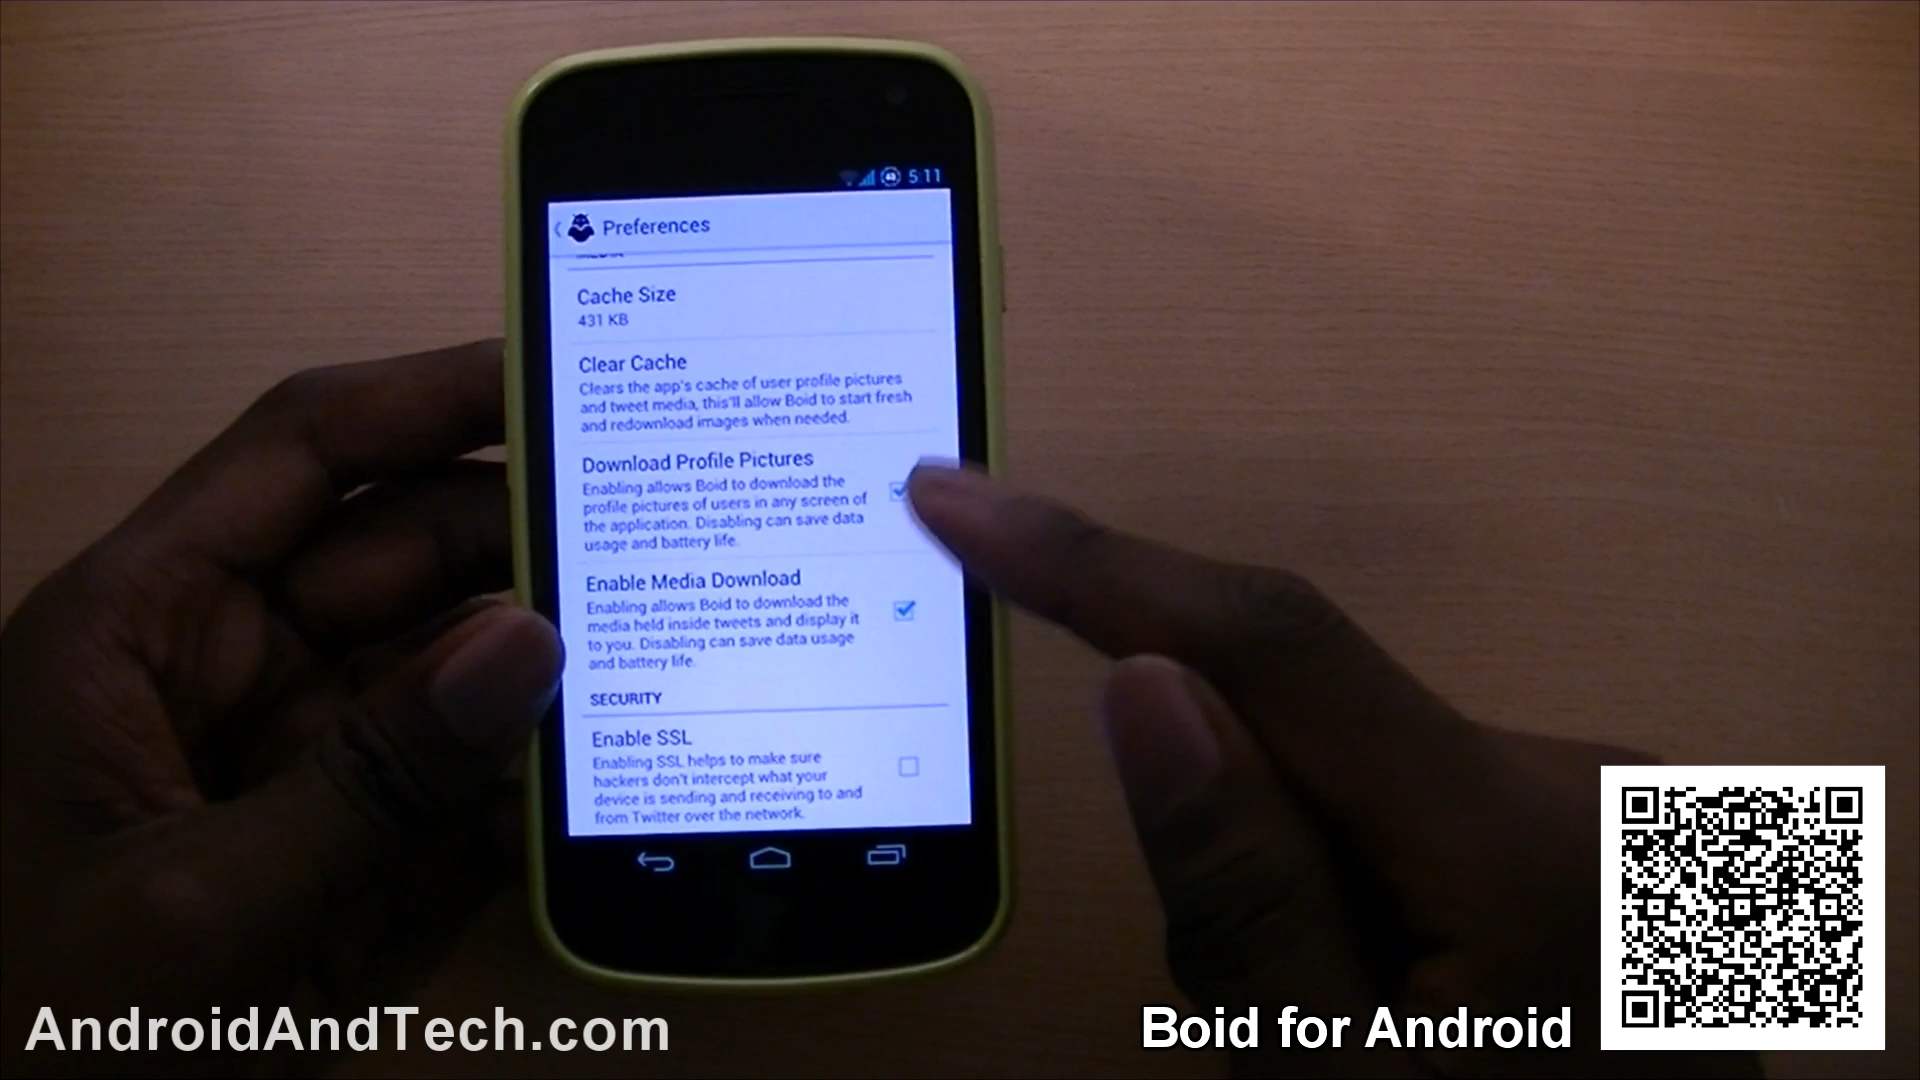 5:11
Preferences
MEDIA
Cache Size
431 KB
Clear Cache
Clears the app's cache of user profile pictures
and tweet media, this'll allow Boid to start fresh
and redownload images when needed.
Download Profile Pictures
Enabling allows Boid to download the
profile pictures of users in any screen of
the application. Disabling can save data
usage and battery life.
Enable Media Download
Enabling allows Boid to download the
media held inside tweets and display it
to you. Disabling can save data usage
and battery life.
SECURITY
Enable SSL
Enabling SSL helps to make sure
hackers don't intercept what your
device is sending and receiving to and
from Twitter over the network.
AndroidAndTech.com
Boid for Android